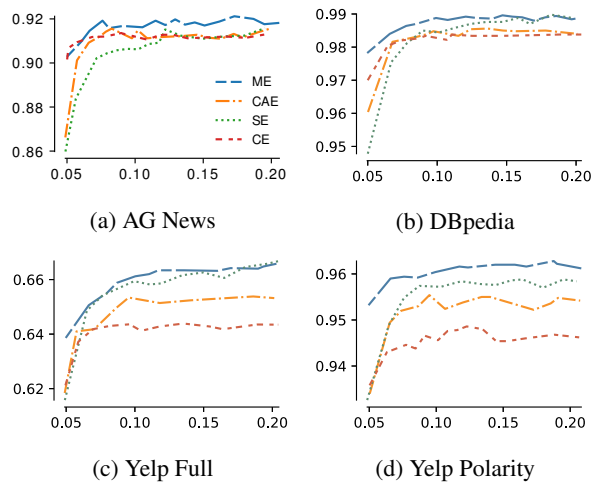 0.92
0.90
0.88
0.86
ME
CAE
SE
CE
0.05 0.10 0.15 0.20
(a) AG News
0.99
0.98
0.97
0.96
0.95
0.05 0.10 0.15 0.20
(b) DBpedia
0.66
0.64
0.62
0.05 0.10 0.15 0.20
(c) Yelp Full
0.96
0.95
0.94
0.05 0.10 0.15 0.20
(d) Yelp Polarity